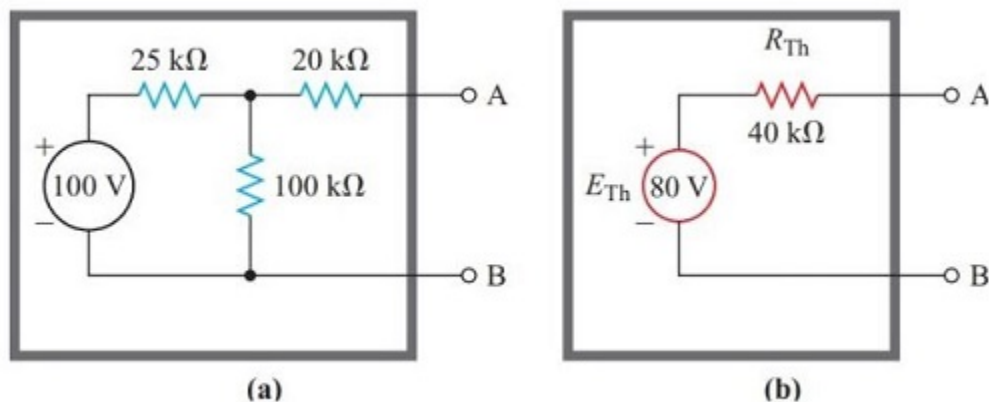 25 kΩ
20 kΩ
A
+
100 V
−
100 kΩ
B
(a)
R_Th
A
40 kΩ
+
E_Th
80 V
−
B
(b)